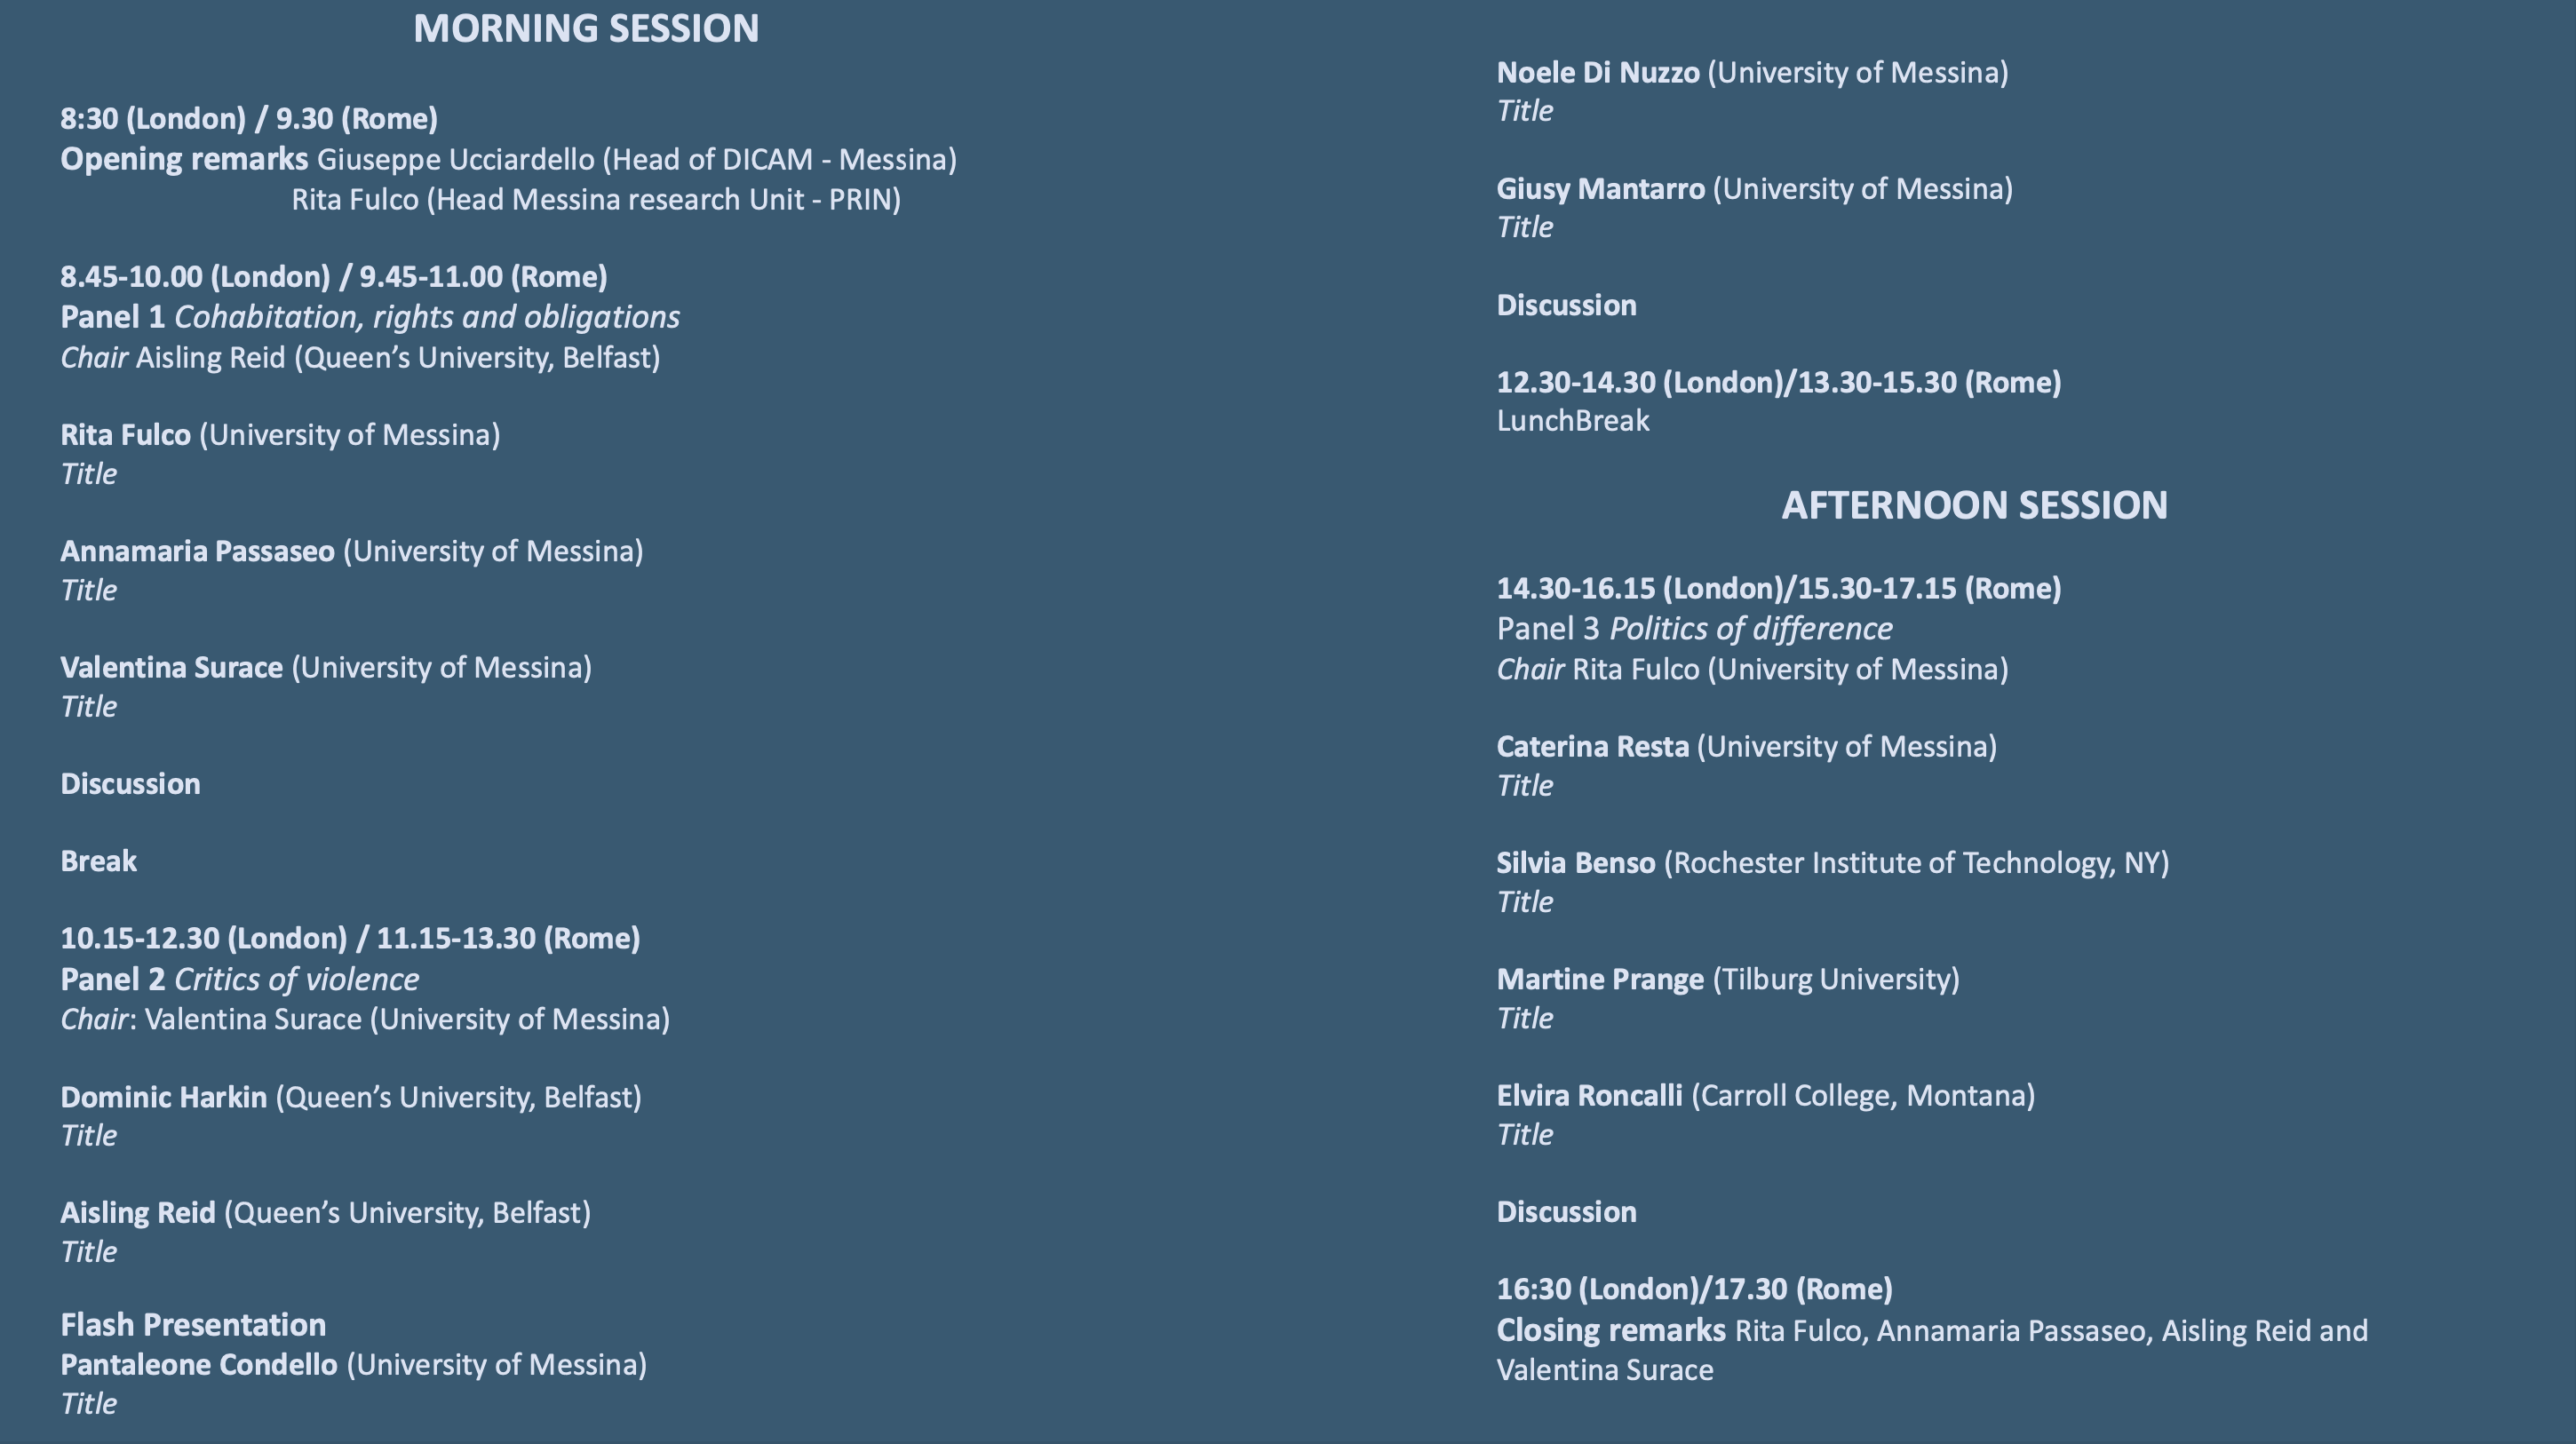 MORNING SESSION
8:30 (London) / 9.30 (Rome)
Opening remarks Giuseppe Ucciardello (Head of DICAM - Messina)
Rita Fulco (Head Messina research Unit - PRIN)
8.45-10.00 (London) / 9.45-11.00 (Rome)
Panel 1 Cohabitation, rights and obligations
Chair Aisling Reid (Queen’s University, Belfast)
Rita Fulco (University of Messina)
Title
Annamaria Passaseo (University of Messina)
Title
Valentina Surace (University of Messina)
Title
Discussion
Break
10.15-12.30 (London) / 11.15-13.30 (Rome)
Panel 2 Critics of violence
Chair: Valentina Surace (University of Messina)
Dominic Harkin (Queen’s University, Belfast)
Title
Aisling Reid (Queen’s University, Belfast)
Title
Flash Presentation
Pantaleone Condello (University of Messina)
Title
Noele Di Nuzzo (University of Messina)
Title
Giusy Mantarro (University of Messina)
Title
Discussion
12.30-14.30 (London)/13.30-15.30 (Rome)
LunchBreak
AFTERNOON SESSION
14.30-16.15 (London)/15.30-17.15 (Rome)
Panel 3 Politics of difference
Chair Rita Fulco (University of Messina)
Caterina Resta (University of Messina)
Title
Silvia Benso (Rochester Institute of Technology, NY)
Title
Martine Prange (Tilburg University)
Title
Elvira Roncalli (Carroll College, Montana)
Title
Discussion
16:30 (London)/17.30 (Rome)
Closing remarks Rita Fulco, Annamaria Passaseo, Aisling Reid and
Valentina Surace